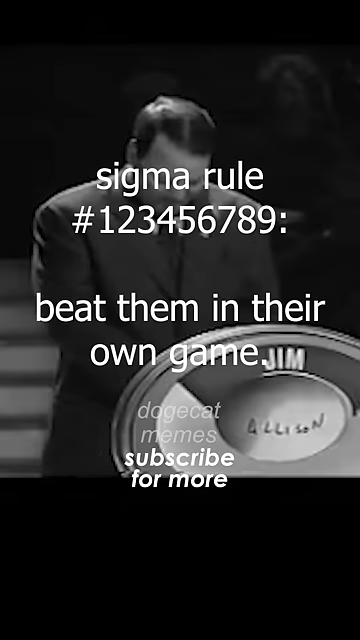 sigma rule
#123456789:
beat them in their
own game.
JIM
ALLISON
dogecat
memes
subscribe
for more